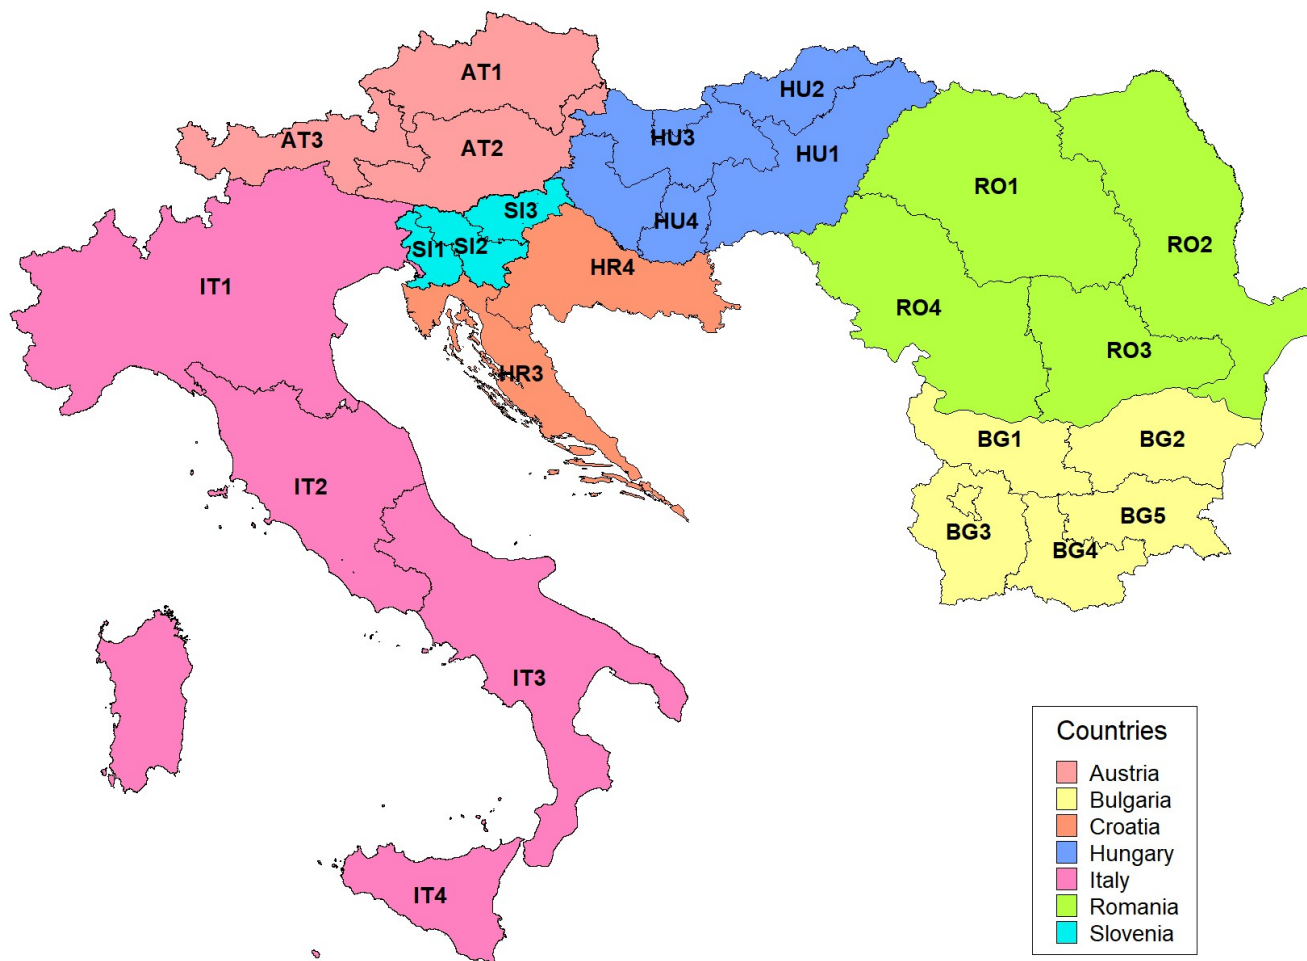 AT1
HU2
AT3
HU3
AT2
HU1
RO1
SI3
HU4
SI1
SI2
RO2
HR4
IT1
RO4
RO3
HR3
BG1
BG2
IT2
BG5
BG3
BG4
IT3
IT4
Countries
Austria
Bulgaria
Croatia
Hungary
Italy
Romania
Slovenia